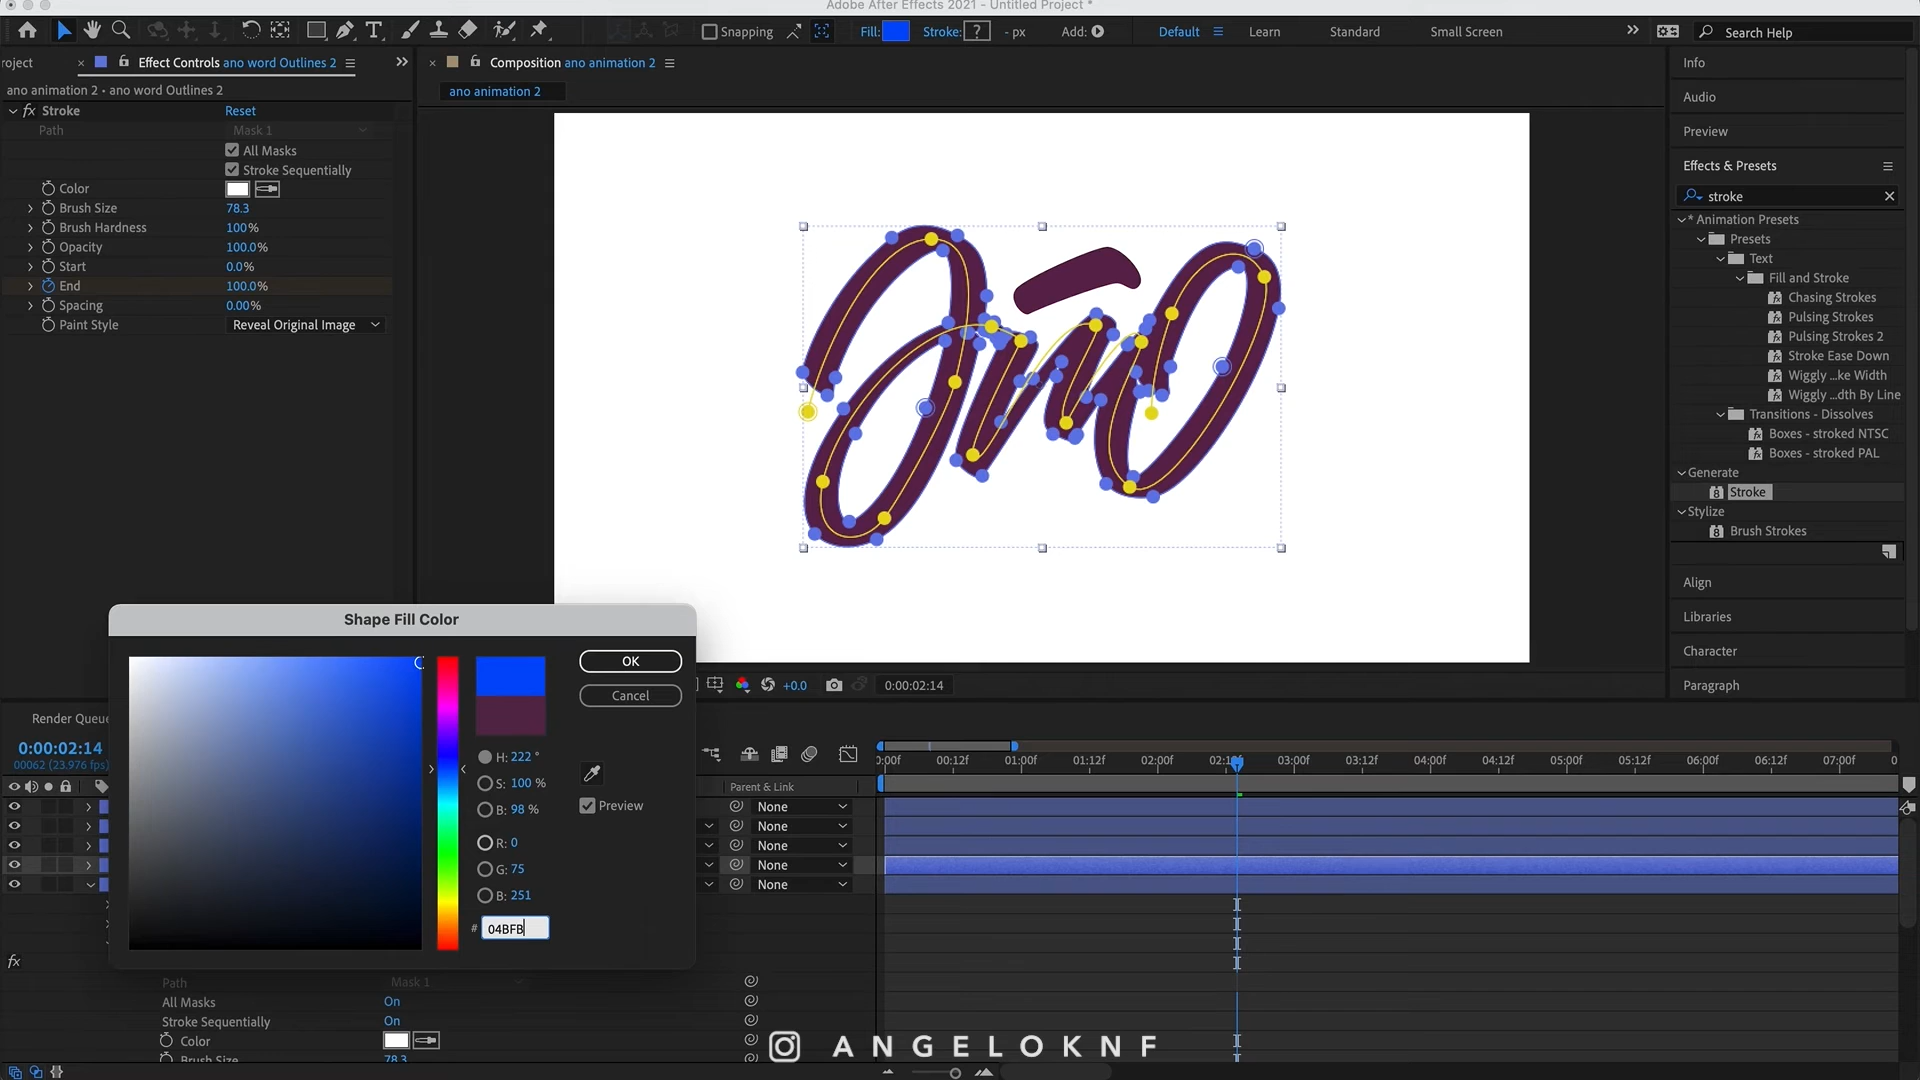 Adobe After Effects 2021 - Untitled Project *
Snapping Fill: Stroke: ? - px Add: Default Learn Standard Small Screen Search Help
roject Effect Controls ano word Outlines 2
ano animation 2 • ano word Outlines 2
fx Stroke Reset
Path Mask 1
All Masks
Stroke Sequentially
Color
Brush Size 78.3
Brush Hardness 100%
Opacity 100.0%
Start 0.0%
End 100.0%
Spacing 0.00%
Paint Style Reveal Original Image
Composition ano animation 2
ano animation 2
+0.0 0:00:02:14
Info
Audio
Preview
Effects & Presets
stroke
* Animation Presets
Presets
Text
Fill and Stroke
Chasing Strokes
Pulsing Strokes
Pulsing Strokes 2
Stroke Ease Down
Wiggly ...ke Width
Wiggly ...dth By Line
Transitions - Dissolves
Boxes - stroked NTSC
Boxes - stroked PAL
Generate
Stroke
Stylize
Brush Strokes
Align
Libraries
Character
Paragraph
Shape Fill Color
OK
Cancel
H: 222 °
S: 100 %
B: 98 %
Preview
R: 0
G: 75
B: 251
# 04BFB
Render Queue
0:00:02:14
00062 (23.976 fps)
Parent & Link
None
None
None
None
None
:00f 00:12f 01:00f 01:12f 02:00f 02:1 03:00f 03:12f 04:00f 04:12f 05:00f 05:12f 06:00f 06:12f 07:00f 0
fx
Path Mask 1
All Masks On
Stroke Sequentially On
Color
Brush Size 78.3
ANGELOKNF